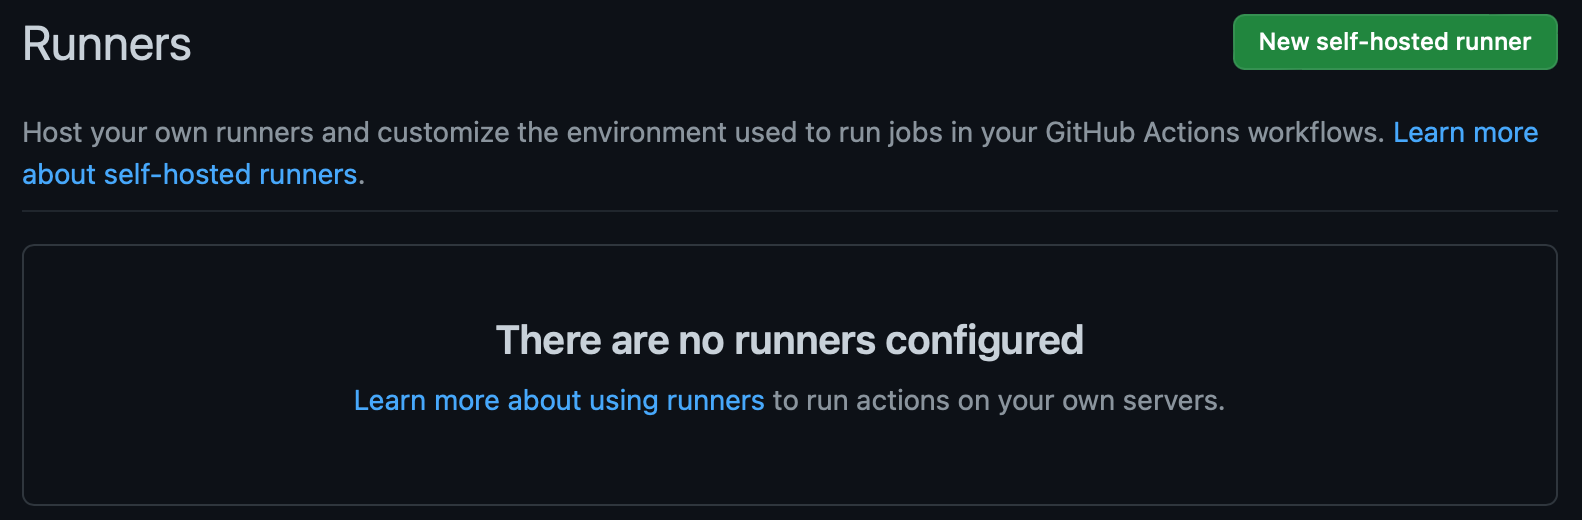 Runners
New self-hosted runner
Host your own runners and customize the environment used to run jobs in your GitHub Actions workflows. Learn more
about self-hosted runners.
There are no runners configured
Learn more about using runners to run actions on your own servers.